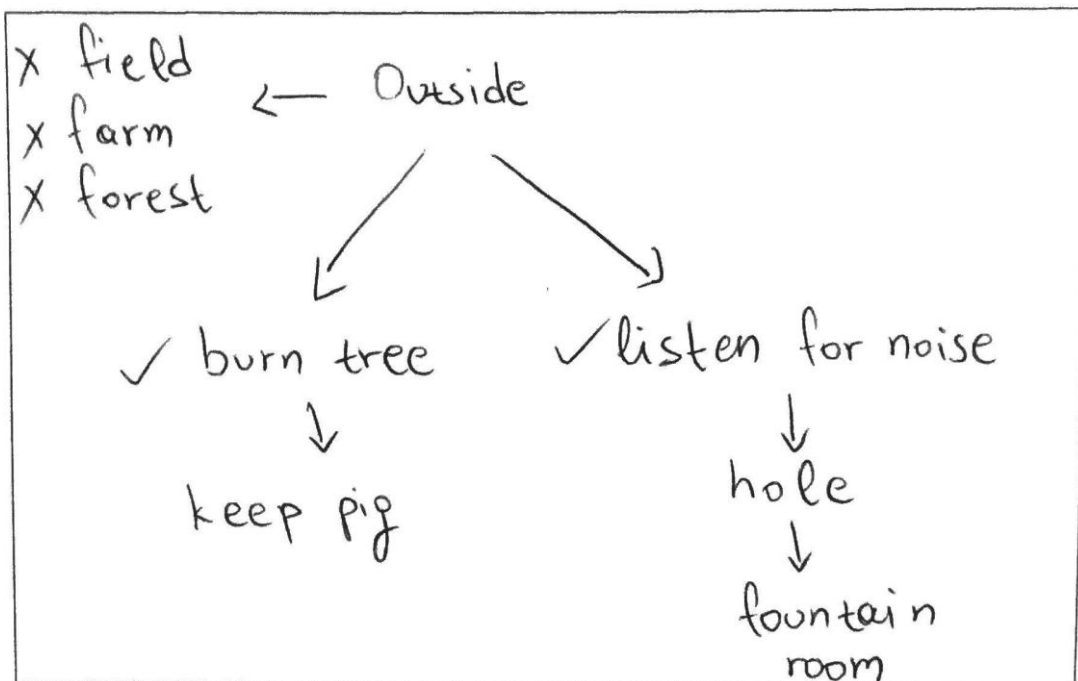 x field
x farm
x forest
← Outside
✓ burn tree
↓
keep pig
✓ listen for noise
↓
hole
↓
fountain
room